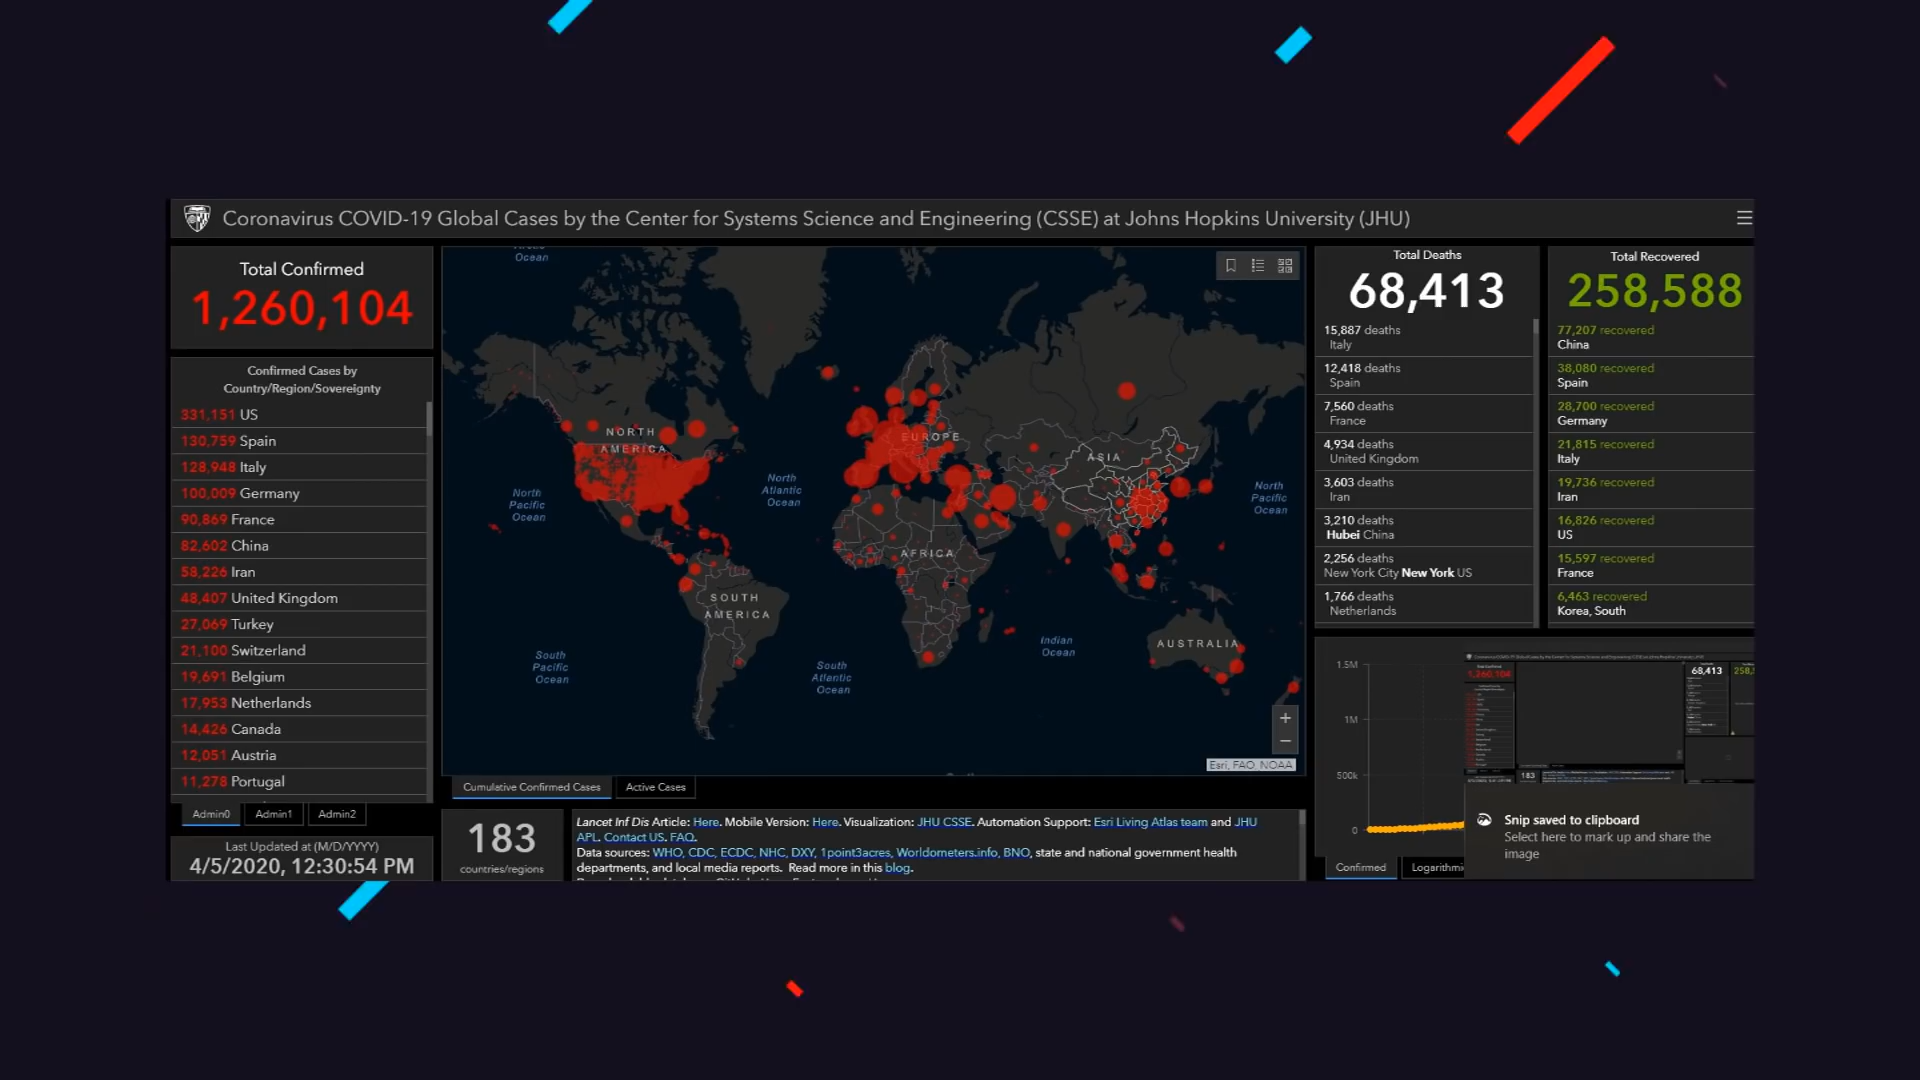 Coronavirus COVID-19 Global Cases by the Center for Systems Science and Engineering (CSSE) at Johns Hopkins University (JHU)
Total Confirmed
1,260,104
Confirmed Cases by
Country/Region/Sovereignty
331,151 US
130,759 Spain
128,948 Italy
100,009 Germany
90,869 France
82,602 China
58,226 Iran
48,407 United Kingdom
27,069 Turkey
21,100 Switzerland
19,691 Belgium
17,953 Netherlands
14,426 Canada
12,051 Austria
11,278 Portugal
Admin0
Admin1
Admin2
Last Updated at (M/D/YYYY)
4/5/2020, 12:30:54 PM
Ocean
NORTH
AMERICA
EUROPE
ASIA
North
Pacific
Ocean
North
Atlantic
Ocean
North
Pacific
Ocean
AFRICA
SOUTH
AMERICA
AUSTRALIA
Indian
Ocean
South
Pacific
Ocean
South
Atlantic
Ocean
+
−
Esri, FAO, NOAA
Cumulative Confirmed Cases
Active Cases
183
countries/regions
Lancet Inf Dis Article: Here. Mobile Version: Here. Visualization: JHU CSSE. Automation Support: Esri Living Atlas team and JHU
APL. Contact US. FAQ.
Data sources: WHO, CDC, ECDC, NHC, DXY, 1point3acres, Worldometers.info, BNO, state and national government health
departments, and local media reports. Read more in this blog.
Total Deaths
68,413
15,887 deaths
Italy
12,418 deaths
Spain
7,560 deaths
France
4,934 deaths
United Kingdom
3,603 deaths
Iran
3,210 deaths
Hubei China
2,256 deaths
New York City New York US
1,766 deaths
Netherlands
Total Recovered
258,588
77,207 recovered
China
38,080 recovered
Spain
28,700 recovered
Germany
21,815 recovered
Italy
19,736 recovered
Iran
16,826 recovered
US
15,597 recovered
France
6,463 recovered
Korea, South
1.5M
1M
500k
0
Confirmed
Logarithmi
1,260,104
68,413
258,5
183
Snip saved to clipboard
Select here to mark up and share the
image